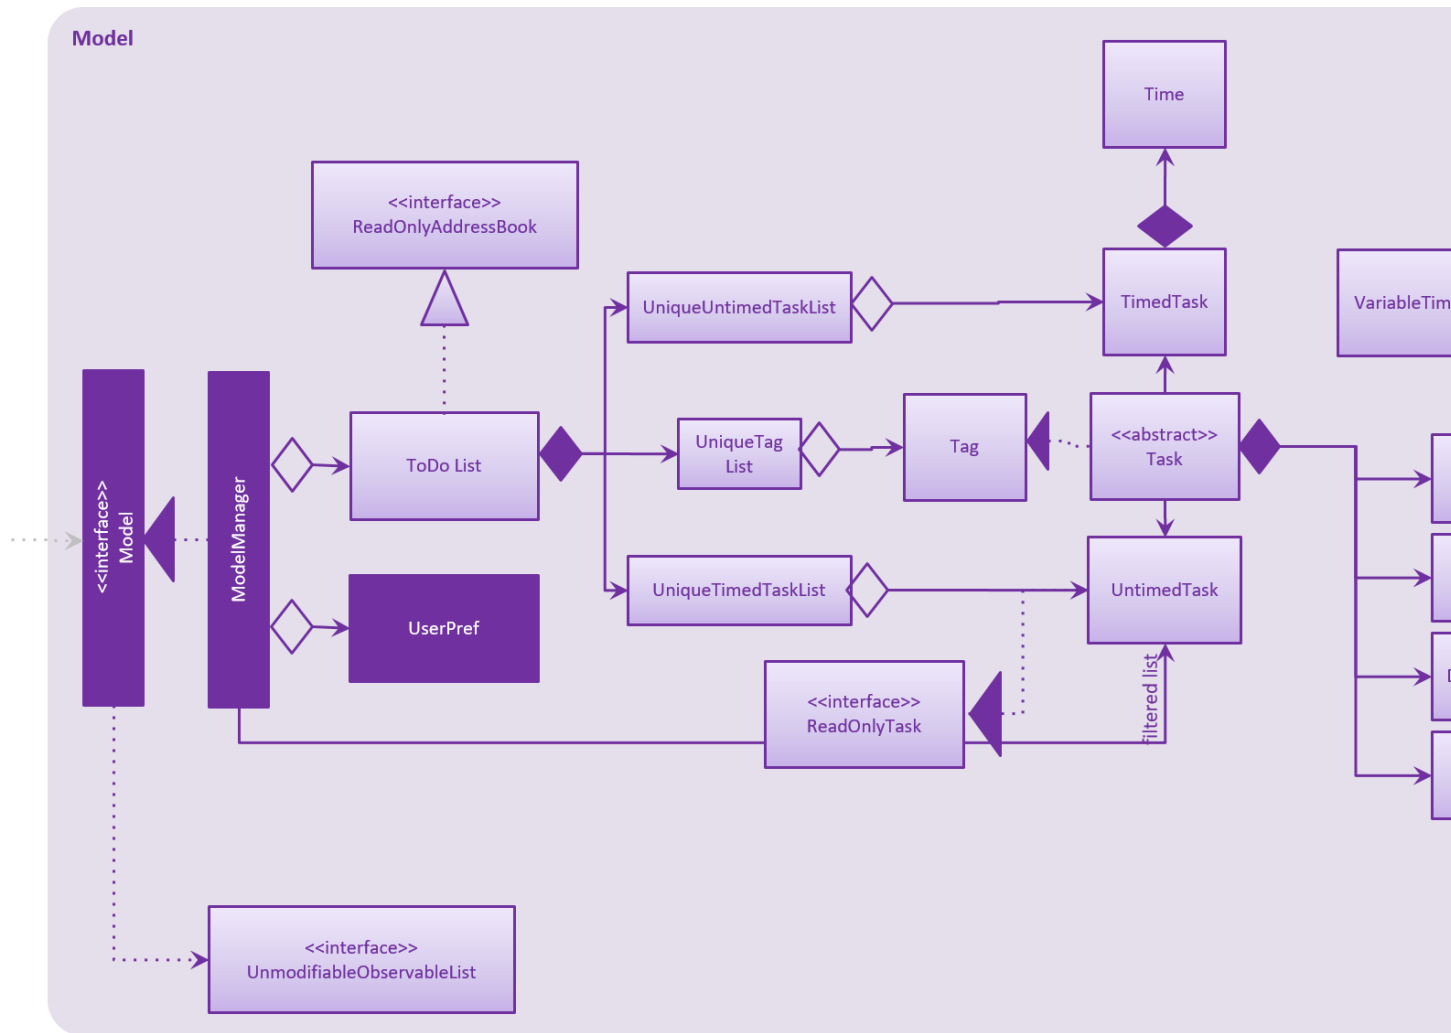 Model
Time
<<interface>>
ReadOnlyAddressBook
UniqueUntimedTaskList
TimedTask
<<interface>>
Model
ModelManager
ToDo List
UniqueTag
List
Tag
<<abstract>>
Task
UserPref
UniqueTimedTaskList
UntimedTask
<<interface>>
ReadOnlyTask
filtered list
<<interface>>
UnmodifiableObservableList